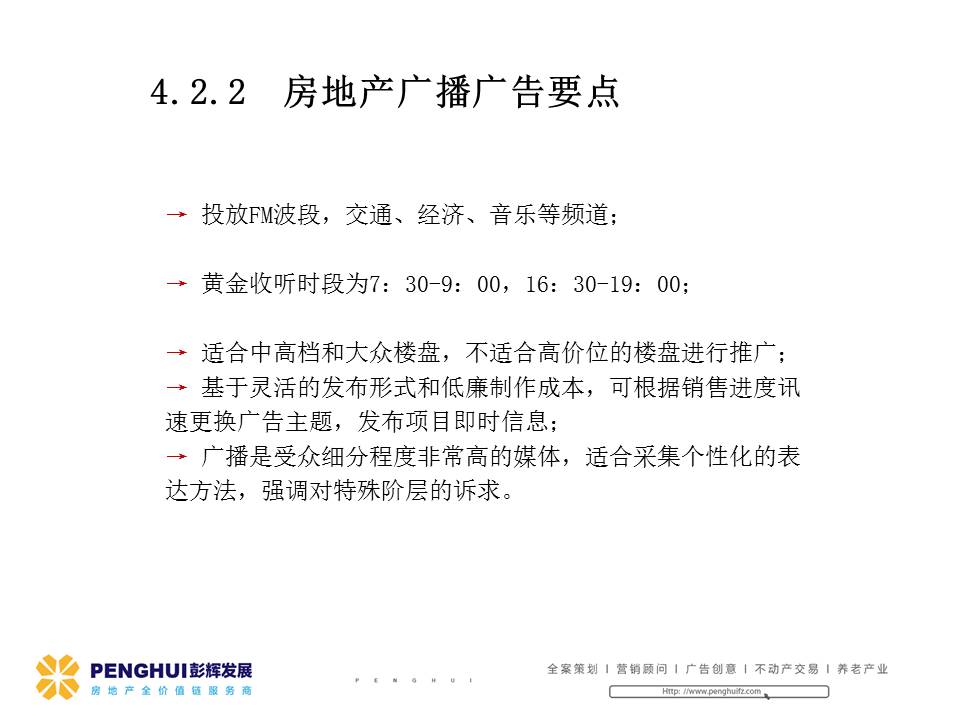 4.2.2 房地产广播广告要点
→ 投放FM波段，交通、经济、音乐等频道；
→ 黄金收听时段为7：30-9：00，16：30-19：00；
→ 适合中高档和大众楼盘，不适合高价位的楼盘进行推广；
→ 基于灵活的发布形式和低廉制作成本，可根据销售进度讯
速更换广告主题，发布项目即时信息；
→ 广播是受众细分程度非常高的媒体，适合采集个性化的表
达方法，强调对特殊阶层的诉求。
PENGHUI彭辉发展
房地产全价值链服务商
PENGHUI
全案策划 | 营销顾问 | 广告创意 | 不动产交易 | 养老产业
Http: //www.penghuifz.com